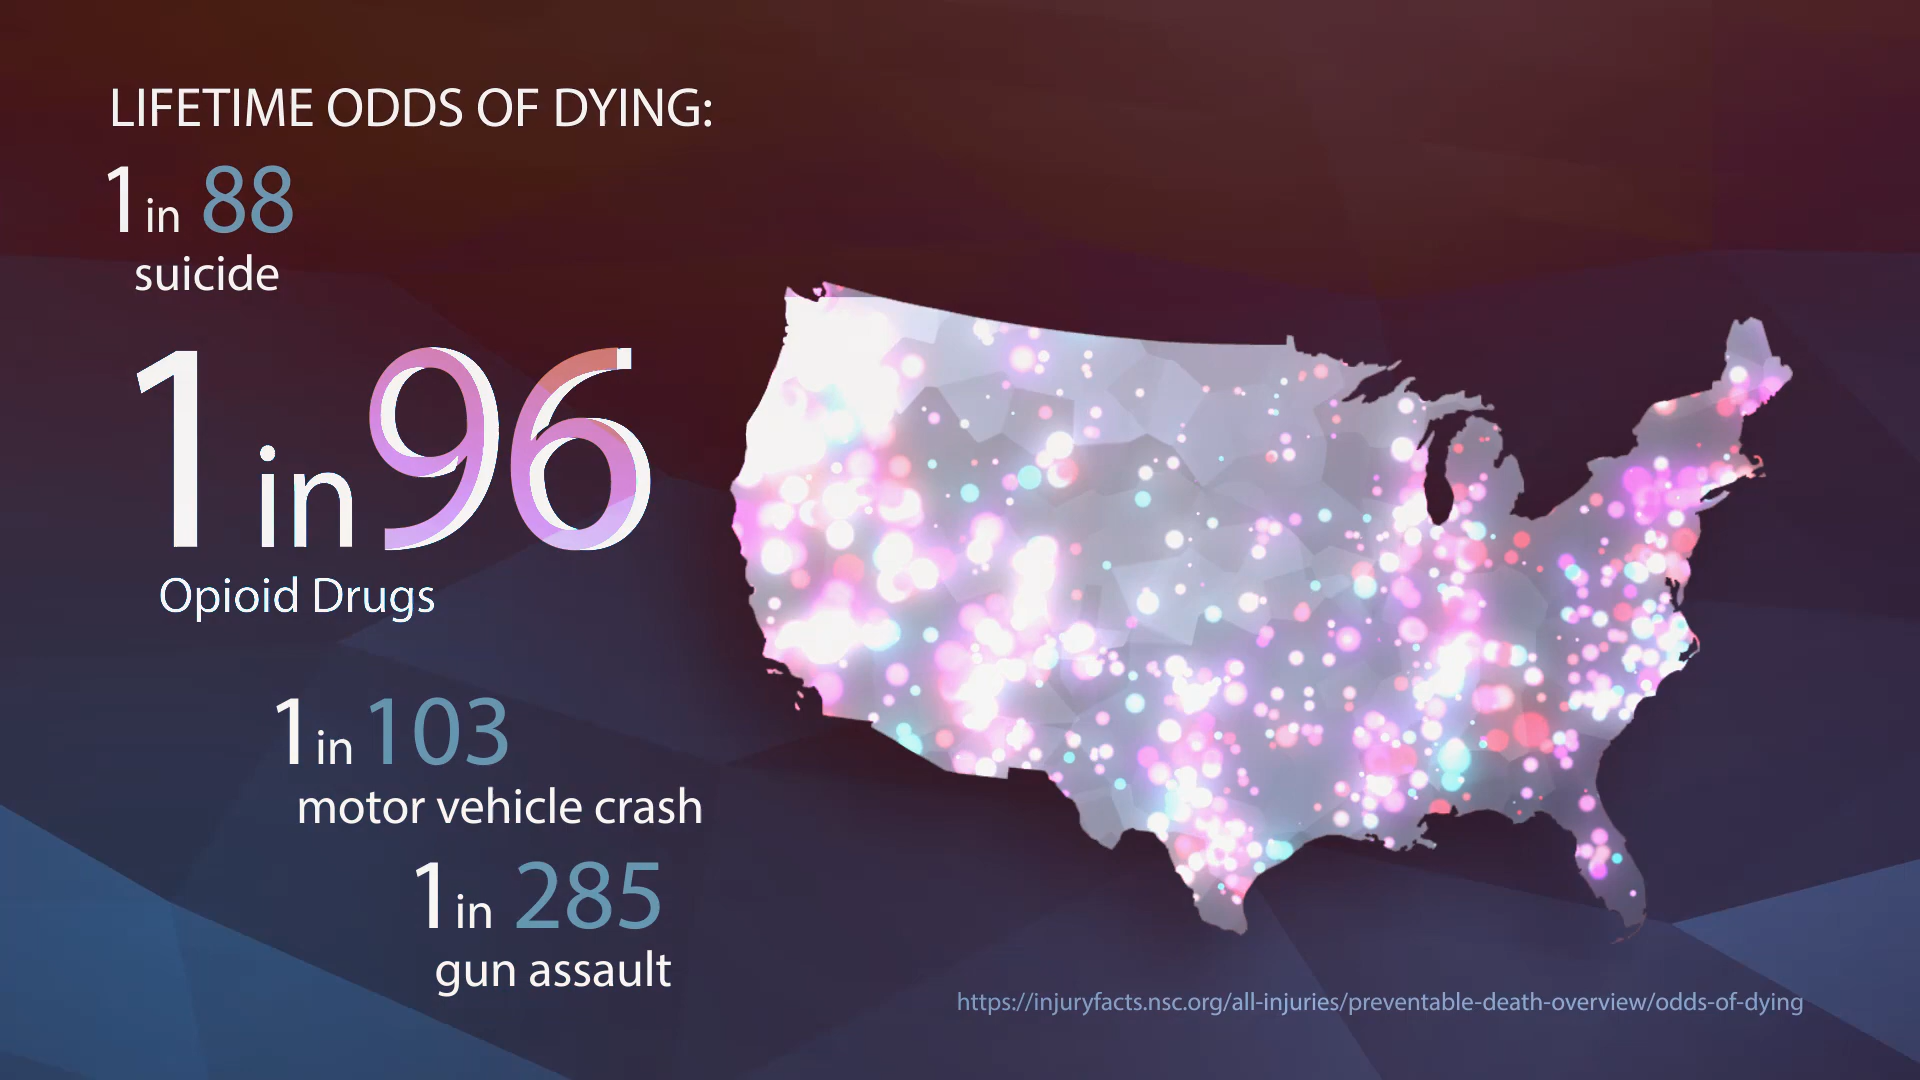 LIFETIME ODDS OF DYING:
1 in 88
suicide
1 in 96
Opioid Drugs
1 in 103
motor vehicle crash
1 in 285
gun assault
https://injuryfacts.nsc.org/all-injuries/preventable-death-overview/odds-of-dying